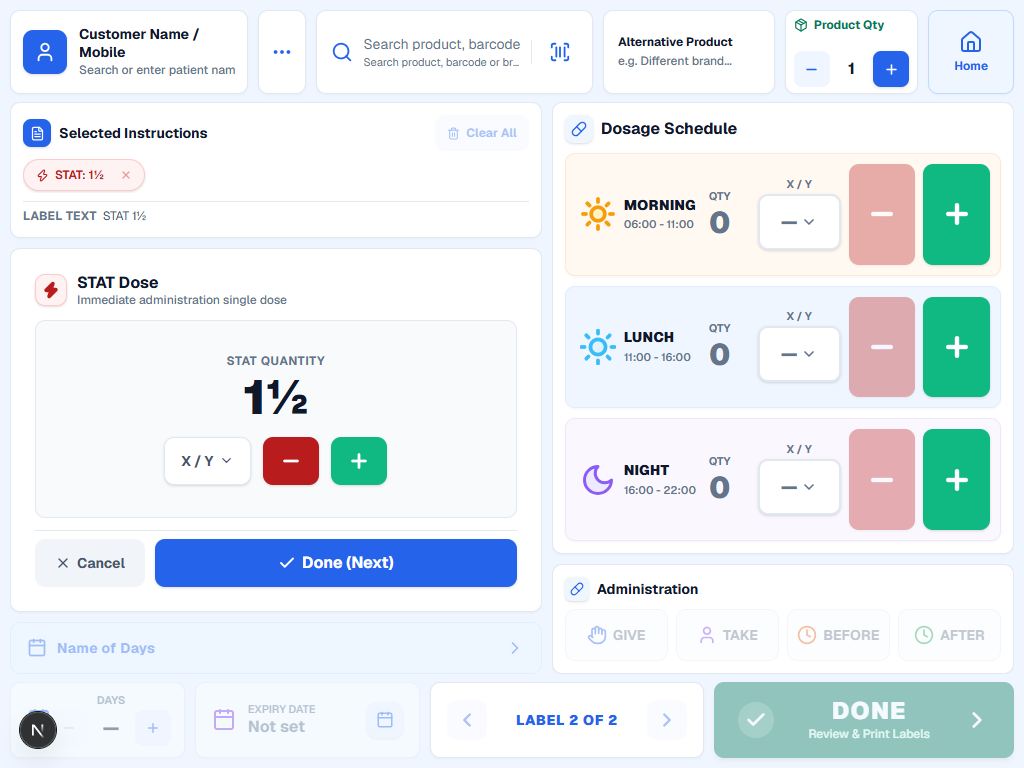 Customer Name / Mobile
Search or enter patient nam
Search product, barcode
Search product, barcode or br...
Alternative Product
e.g. Different brand...
Product Qty
1
Home
Selected Instructions
Clear All
STAT: 1½
LABEL TEXT STAT 1½
STAT Dose
Immediate administration single dose
STAT QUANTITY
1½
X / Y
Cancel
Done (Next)
Name of Days
Dosage Schedule
MORNING
06:00 - 11:00
QTY
0
X / Y
—
LUNCH
11:00 - 16:00
QTY
0
X / Y
—
NIGHT
16:00 - 22:00
QTY
0
X / Y
—
Administration
GIVE
TAKE
BEFORE
AFTER
DAYS
—
N
EXPIRY DATE
Not set
LABEL 2 OF 2
DONE
Review & Print Labels